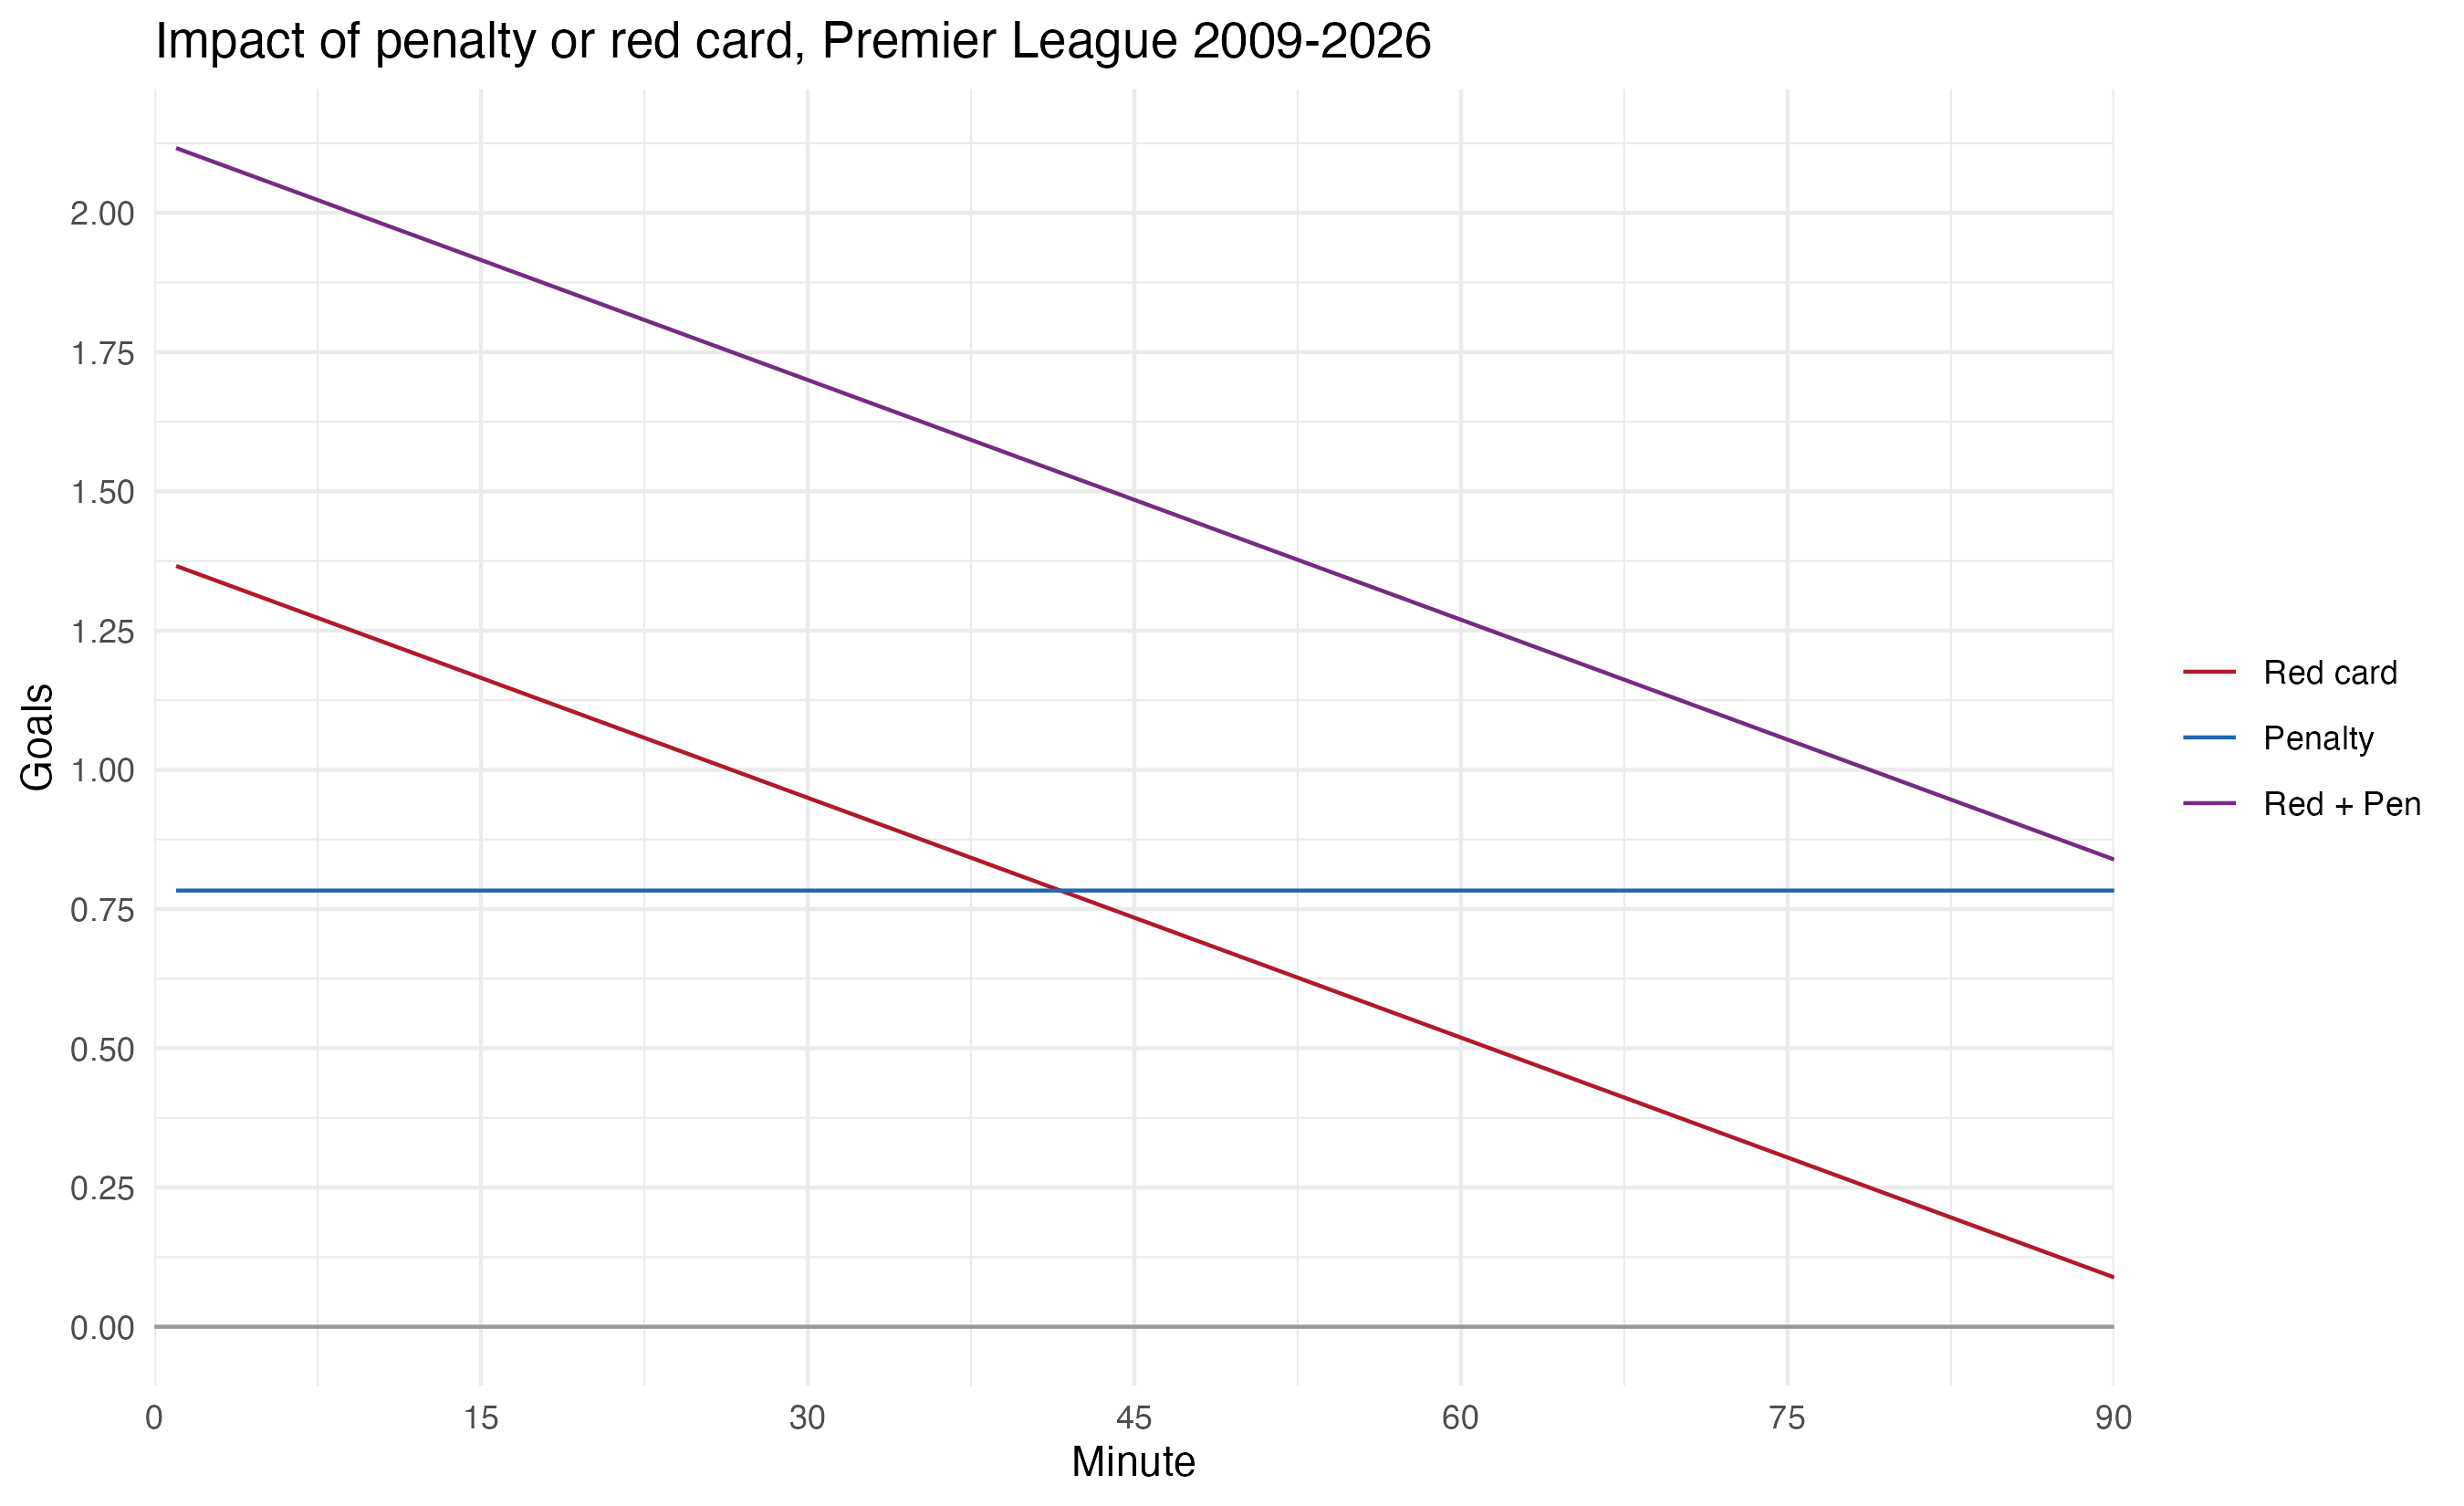 Impact of penalty or red card, Premier League 2009-2026
Goals
2.00
1.75
1.50
1.25
1.00
0.75
0.50
0.25
0.00
0 15 30 45 60 75 90
Minute
Red card
Penalty
Red + Pen